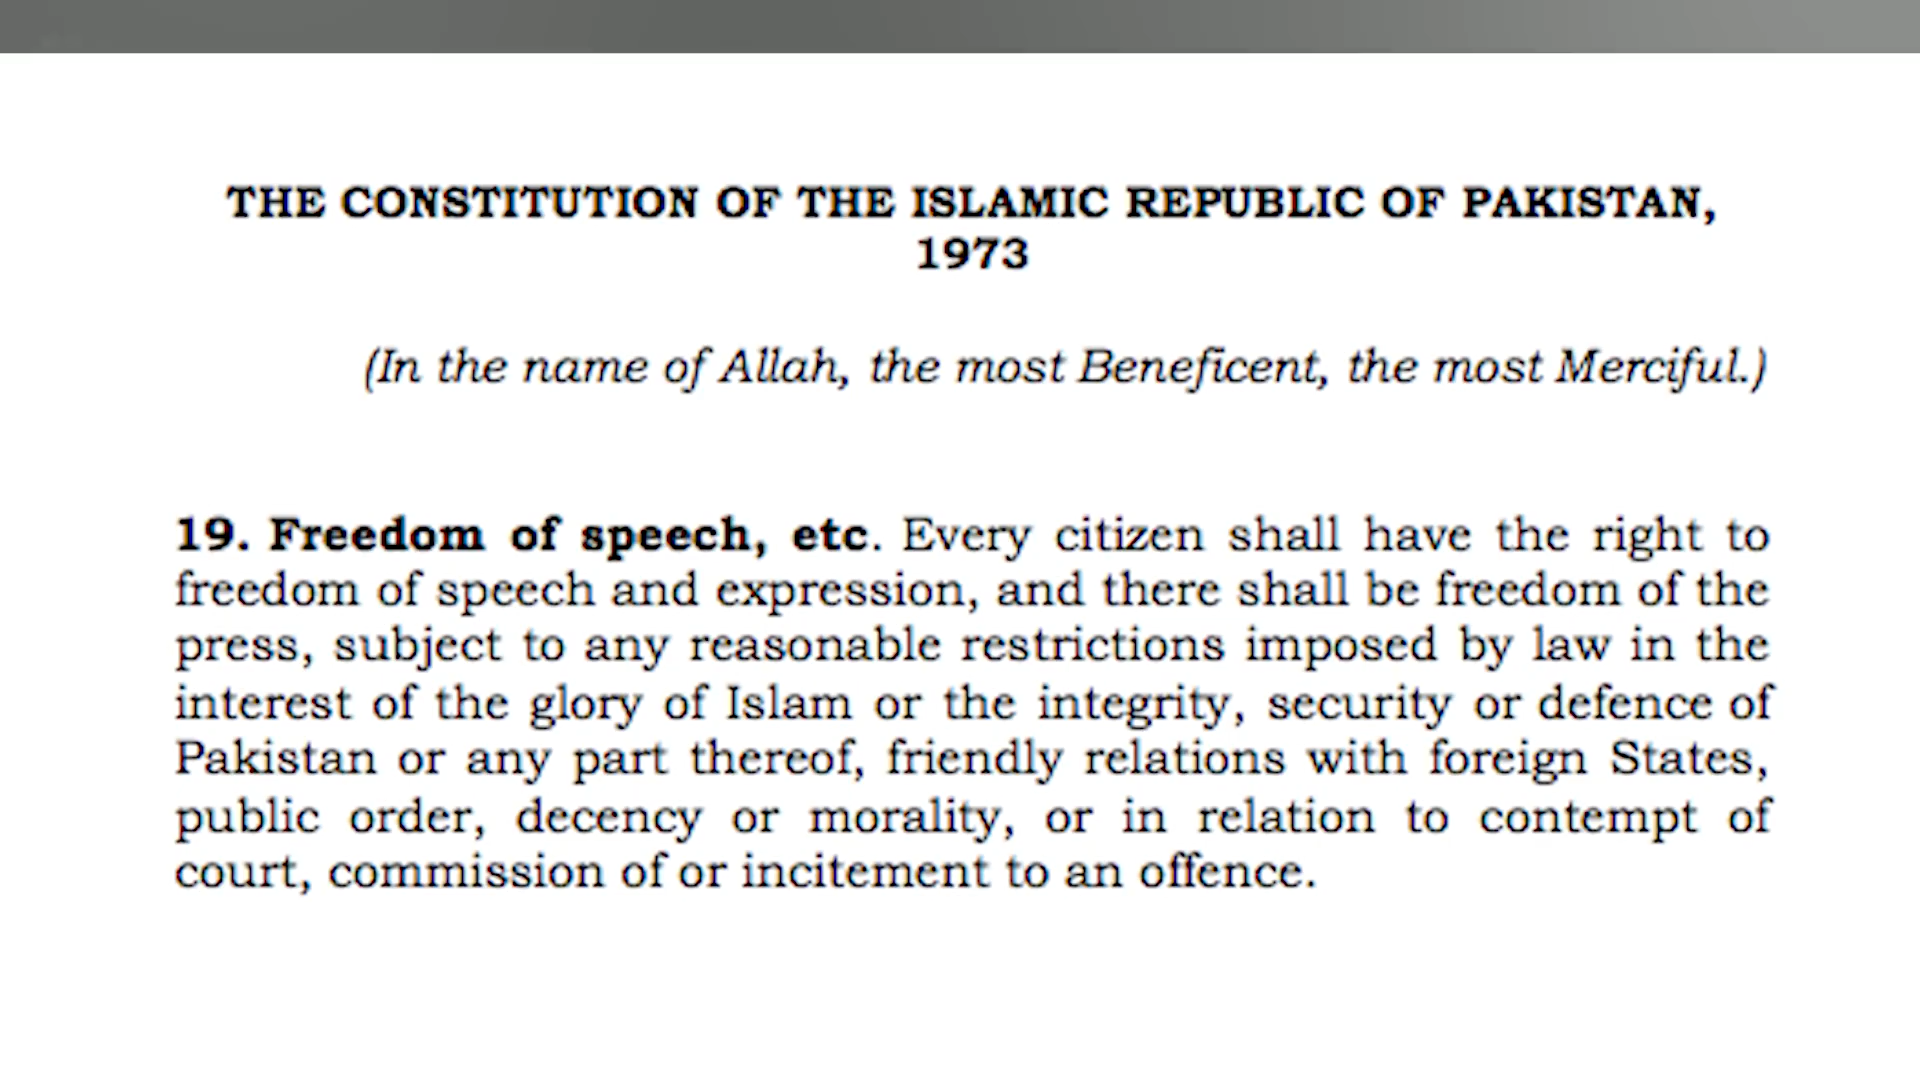 THE CONSTITUTION OF THE ISLAMIC REPUBLIC OF PAKISTAN,
1973
(In the name of Allah, the most Beneficent, the most Merciful.)
19. Freedom of speech, etc. Every citizen shall have the right to
freedom of speech and expression, and there shall be freedom of the
press, subject to any reasonable restrictions imposed by law in the
interest of the glory of Islam or the integrity, security or defence of
Pakistan or any part thereof, friendly relations with foreign States,
public order, decency or morality, or in relation to contempt of
court, commission of or incitement to an offence.